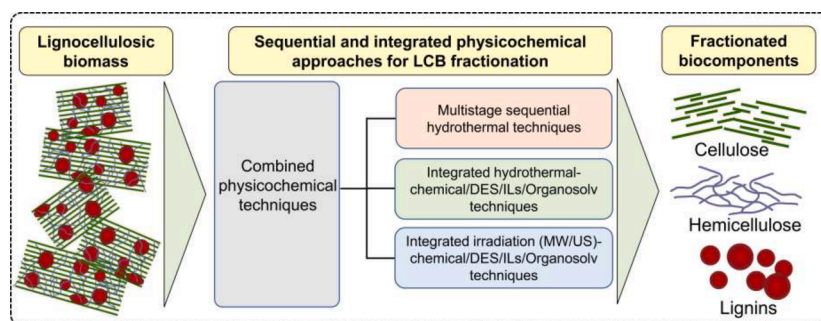 Lignocellulosic
biomass
Sequential and integrated physicochemical
approaches for LCB fractionation
Fractionated
biocomponents
Combined
physicochemical
techniques
Multistage sequential
hydrothermal techniques
Integrated hydrothermal-
chemical/DES/ILs/Organosolv
techniques
Integrated irradiation (MW/US)-
chemical/DES/ILs/Organosolv
techniques
Cellulose
Hemicellulose
Lignins